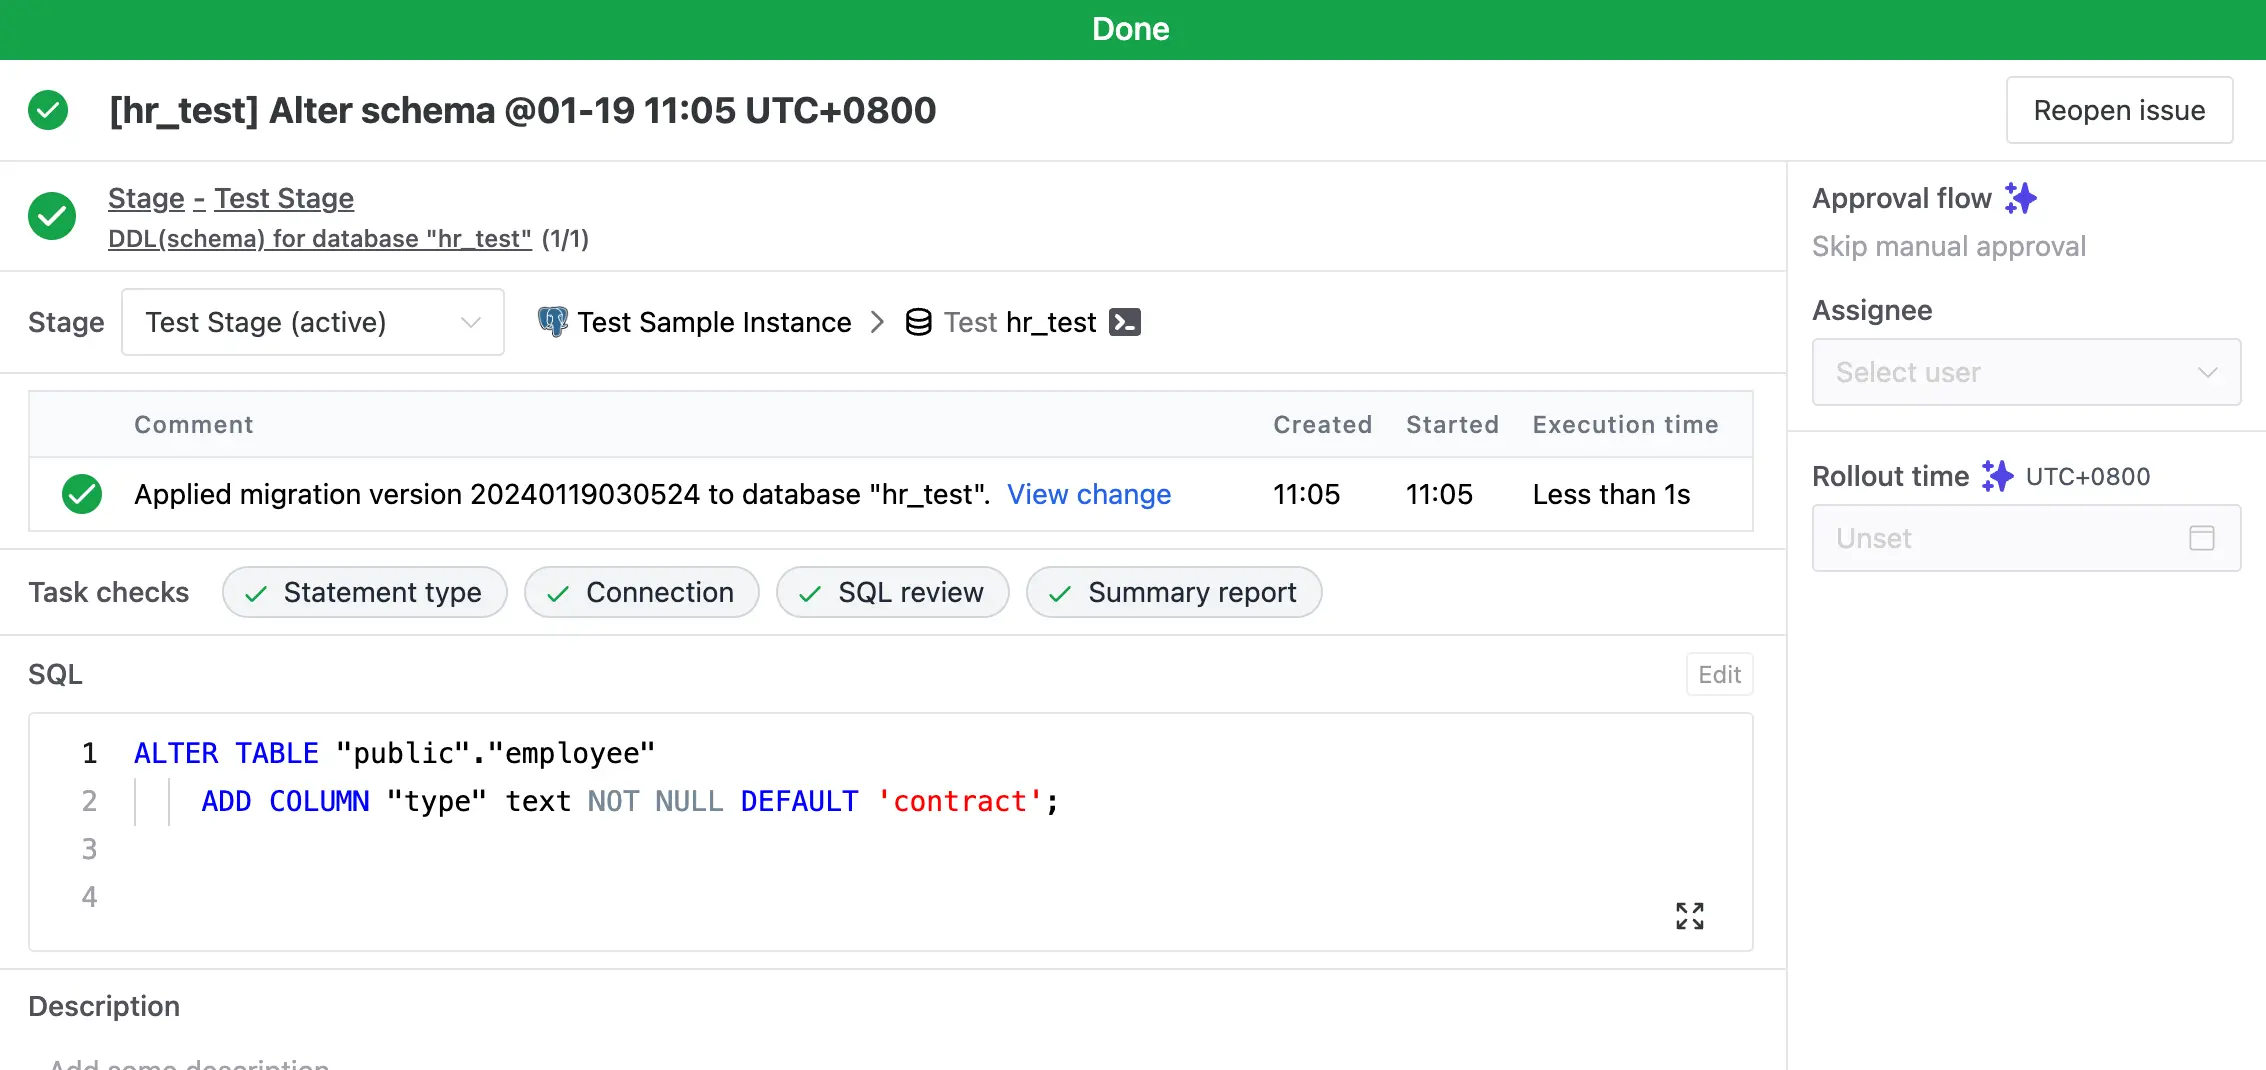 Done
[hr_test] Alter schema @01-19 11:05 UTC+0800
Reopen issue
Stage - Test Stage
DDL(schema) for database "hr_test" (1/1)
Stage
Test Stage (active)
Test Sample Instance
Test hr_test
Comment Created Started Execution time
Applied migration version 20240119030524 to database "hr_test". View change 11:05 11:05 Less than 1s
Task checks
Statement type
Connection
SQL review
Summary report
SQL
Edit
1 ALTER TABLE "public"."employee"
2 ADD COLUMN "type" text NOT NULL DEFAULT 'contract';
3
4
Description
Add some description
Approval flow
Skip manual approval
Assignee
Select user
Rollout time UTC+0800
Unset